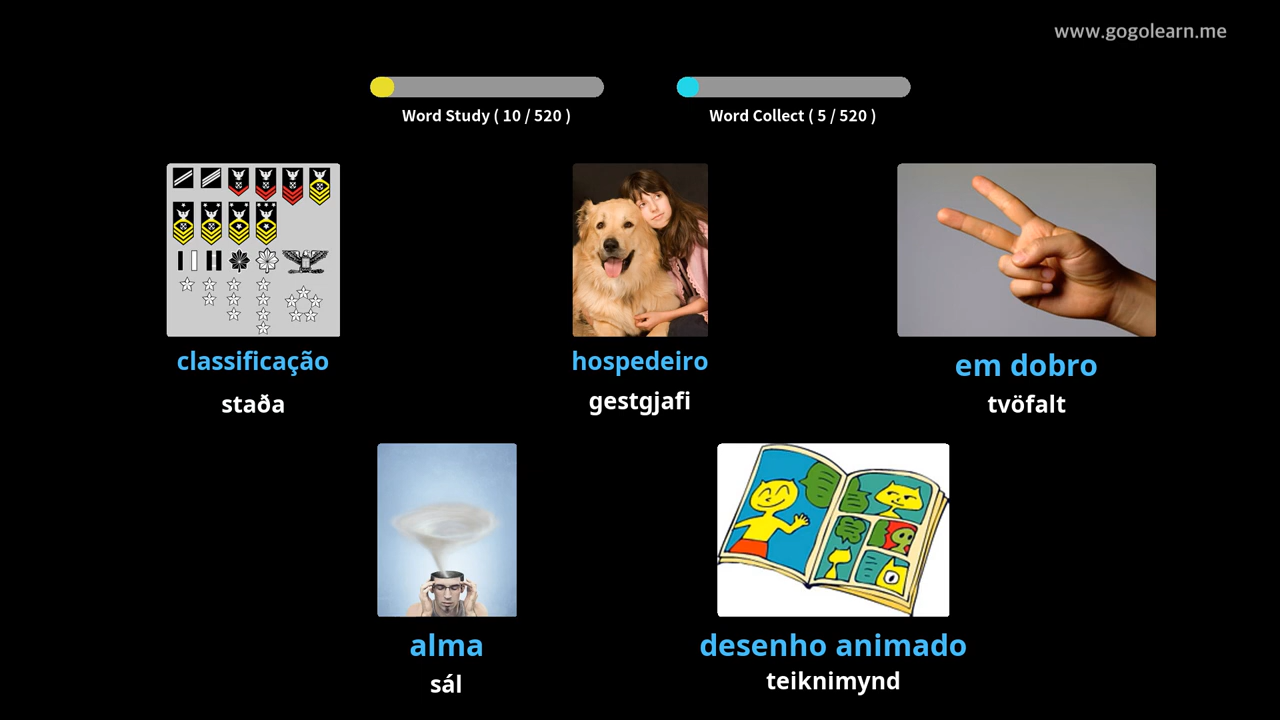 www.gogolearn.me
Word Study ( 10 / 520 )
Word Collect ( 5 / 520 )
classificação
staða
hospedeiro
gestgjafi
em dobro
tvöfalt
alma
sál
desenho animado
teiknimynd